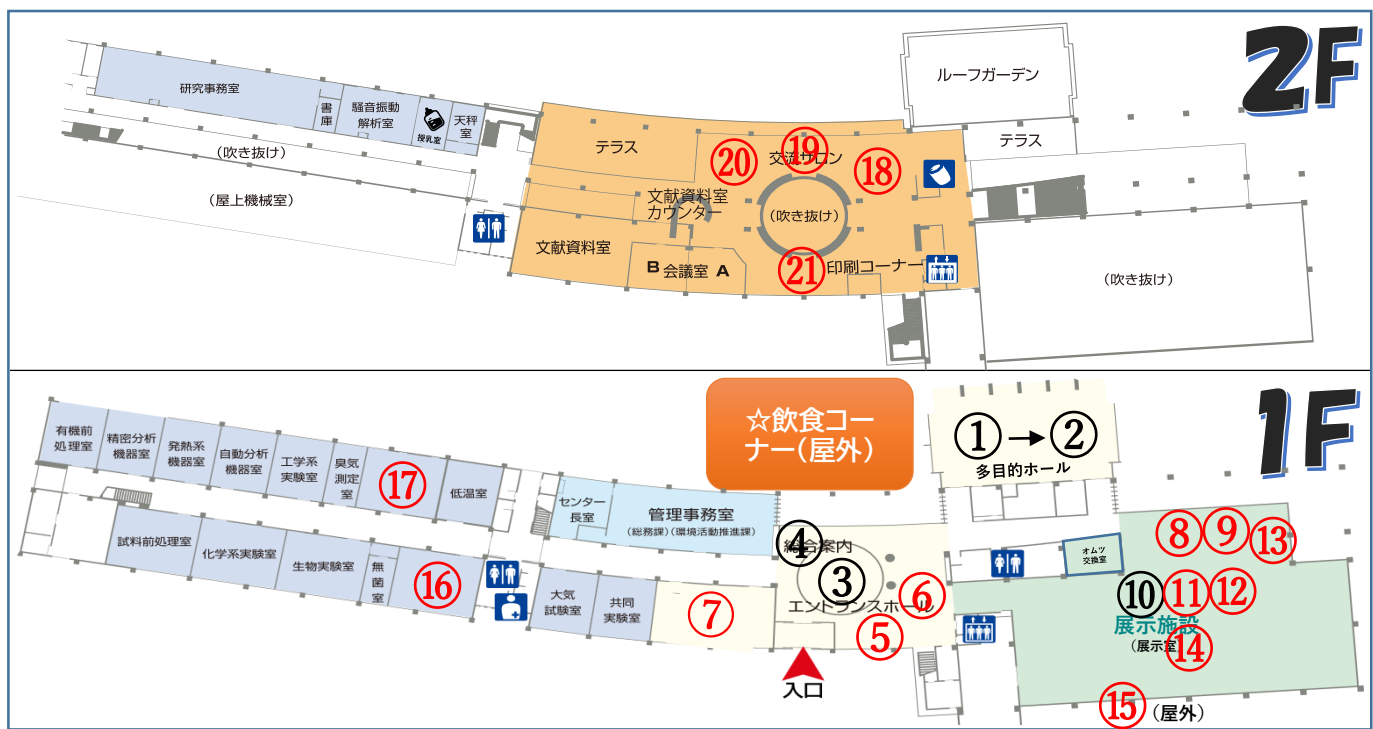 2F
ルーフガーデン
研究事務室
書庫
騒音振動
解析室
授乳室
天秤室
(吹き抜け)
(屋上機械室)
テラス
⑳
⑲
交流サロン
⑱
テラス
文献資料室
カウンター
(吹き抜け)
文献資料室
B 会議室 A
㉑
印刷コーナー
(吹き抜け)
1F
☆飲食コー
ナー(屋外)
①→②
多目的ホール
有機前
処理室
精密分析
機器室
発熱系
機器室
自動分析
機器室
工学系
実験室
臭気
測定
室
⑰
低温室
センター
長室
管理事務室
(総務課)(環境活動推進課)
④
総合案内
③
エントランスホール
⑥
⑤
試料前処理室
化学系実験室
生物実験室
無菌室
⑯
大気
試験室
共同
実験室
⑦
入口
オムツ
交換室
⑧
⑨
⑬
⑩
⑪
⑫
展示施設
(展示室)
⑭
⑮
(屋外)